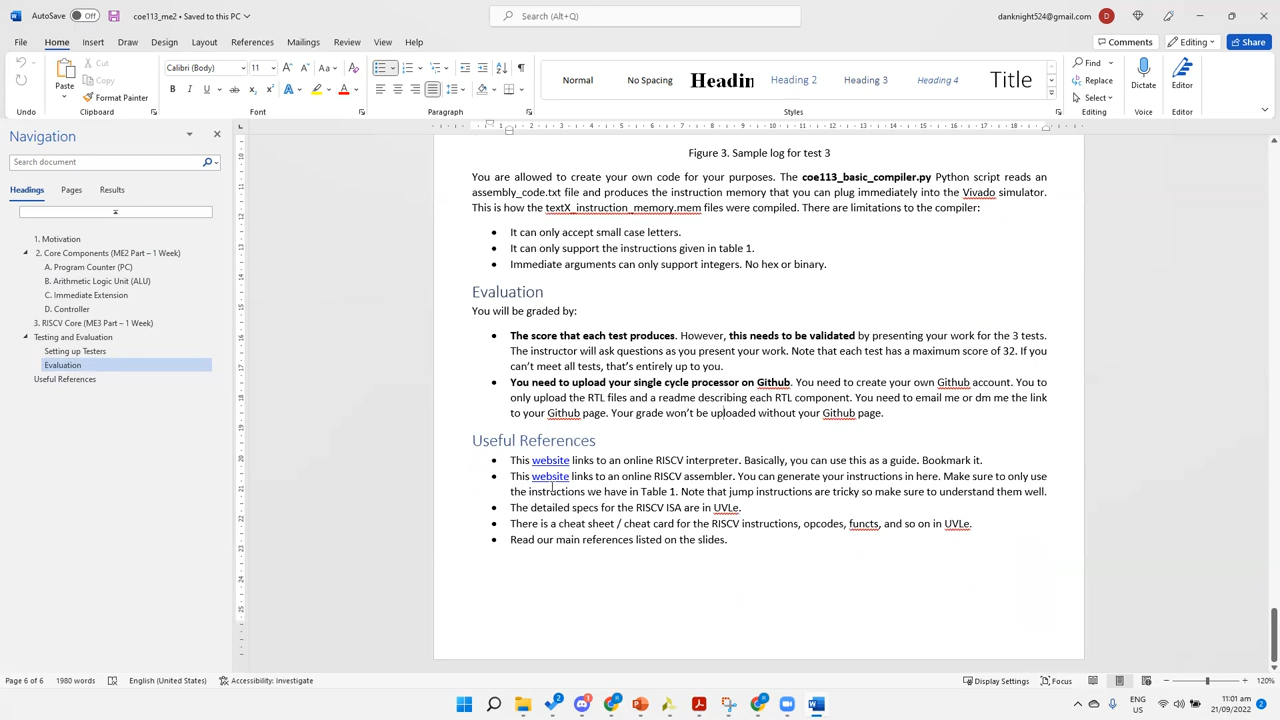 AutoSave Off coe113_me2 • Saved to this PC Search (Alt+Q) danknight524@gmail.com D
File Home Insert Draw Design Layout References Mailings Review View Help Comments Editing Share
Paste Cut Copy Format Painter
Calibri (Body) 11
Normal No Spacing Headin Heading 2 Heading 3 Heading 4 Title
Find Replace Select Dictate Editor
Undo Clipboard Font Paragraph Styles Editing Voice Editor
Navigation
Search document
Headings Pages Results
1. Motivation
2. Core Components (ME2 Part – 1 Week)
A. Program Counter (PC)
B. Arithmetic Logic Unit (ALU)
C. Immediate Extension
D. Controller
3. RISCV Core (ME3 Part – 1 Week)
Testing and Evaluation
Setting up Testers
Evaluation
Useful References
Figure 3. Sample log for test 3
You are allowed to create your own code for your purposes. The coe113_basic_compiler.py Python script reads an
assembly_code.txt file and produces the instruction memory that you can plug immediately into the Vivado simulator.
This is how the textX_instruction_memory.mem files were compiled. There are limitations to the compiler:
• It can only accept small case letters.
• It can only support the instructions given in table 1.
• Immediate arguments can only support integers. No hex or binary.
Evaluation
You will be graded by:
• The score that each test produces. However, this needs to be validated by presenting your work for the 3 tests.
The instructor will ask questions as you present your work. Note that each test has a maximum score of 32. If you
can't meet all tests, that's entirely up to you.
• You need to upload your single cycle processor on Github. You need to create your own Github account. You to
only upload the RTL files and a readme describing each RTL component. You need to email me or dm me the link
to your Github page. Your grade won't be uploaded without your Github page.
Useful References
• This website links to an online RISCV interpreter. Basically, you can use this as a guide. Bookmark it.
• This website links to an online RISCV assembler. You can generate your instructions in here. Make sure to only use
the instructions we have in Table 1. Note that jump instructions are tricky so make sure to understand them well.
• The detailed specs for the RISCV ISA are in UVLe.
• There is a cheat sheet / cheat card for the RISCV instructions, opcodes, functs, and so on in UVLe.
• Read our main references listed on the slides.
Page 6 of 6 1980 words English (United States) Accessibility: Investigate Display Settings Focus 120%
ENG
US
11:01 am
21/09/2022